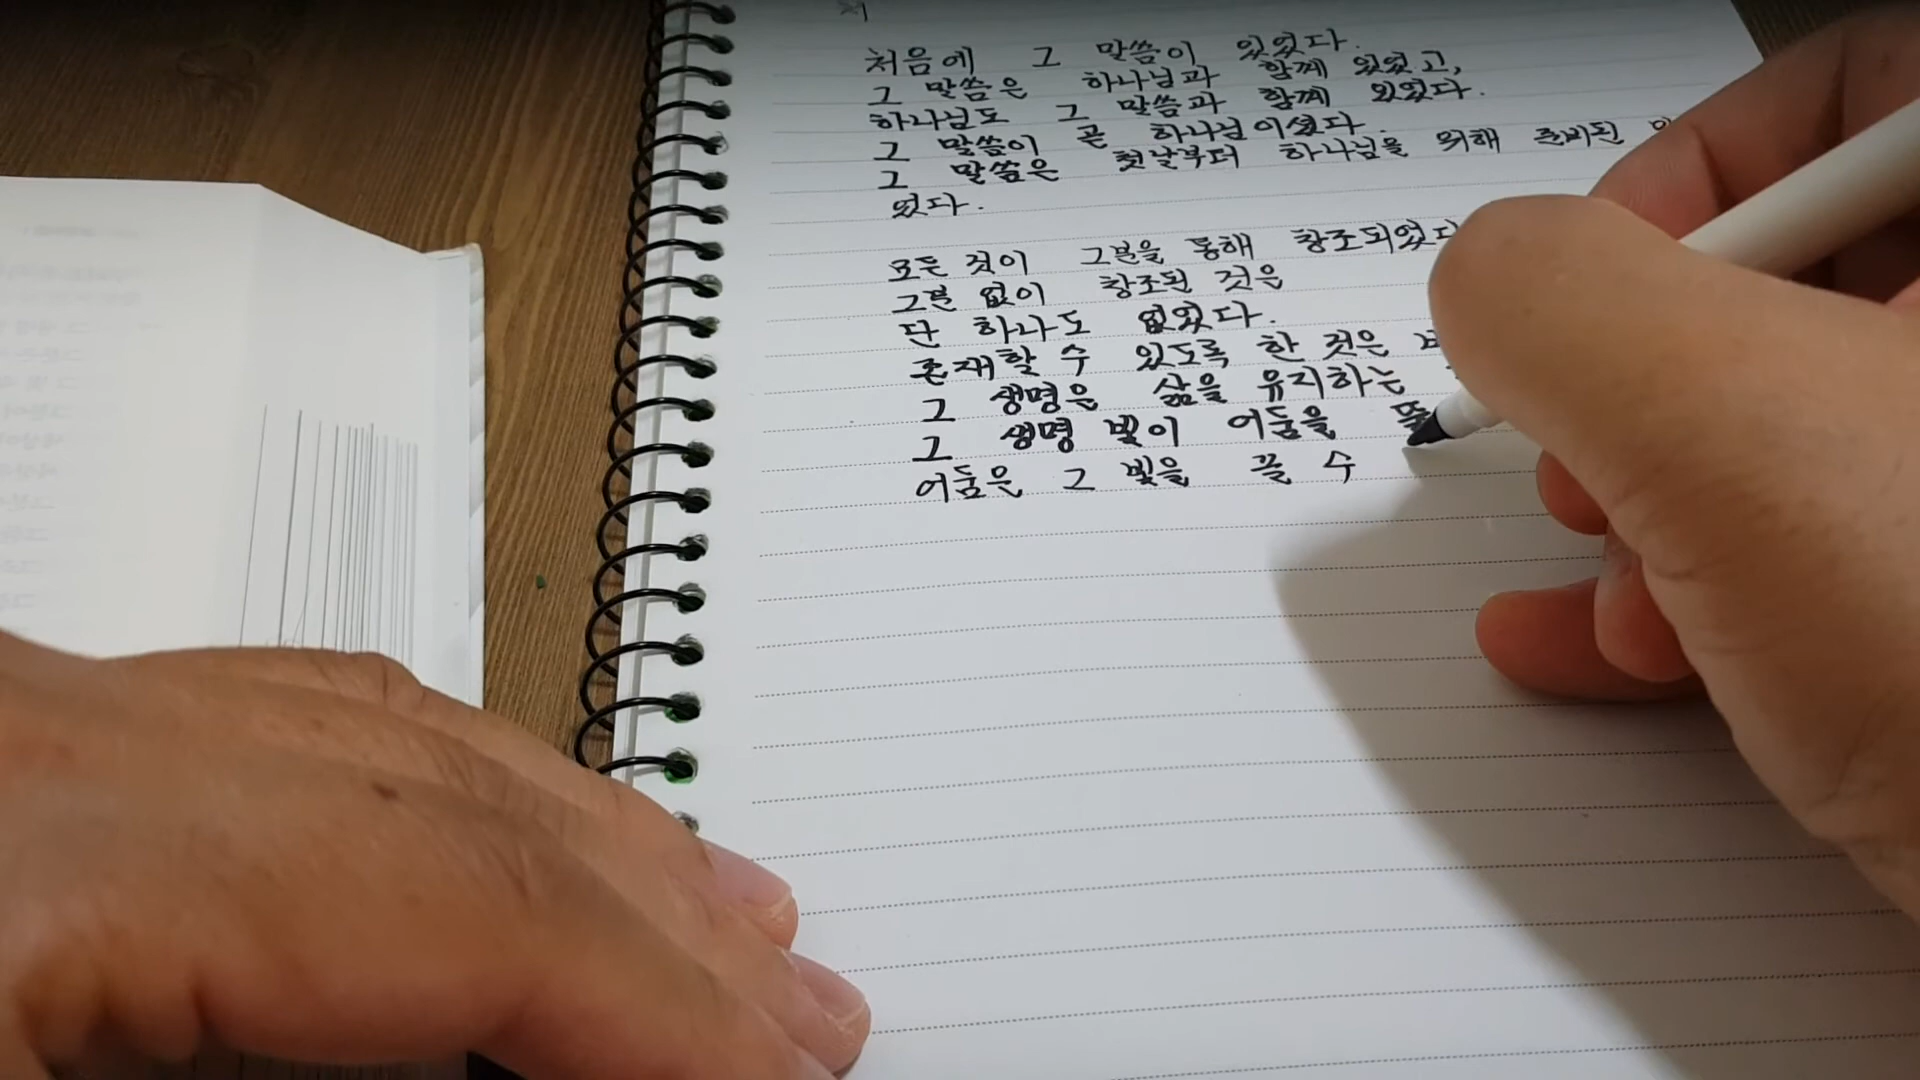 처음에 그 말씀이 있었다.
그 말씀은 하나님과 함께 있었고,
하나님도 그 말씀과 함께 있었다.
그 말씀이 곧 하나님이셨다.
그 말씀은 첫날부터 하나님을 위해 준비된
었다.
모든 것이 그분을 통해 창조되었다
그분 없이 창조된 것은
단 하나도 없었다.
존재할 수 있도록 한 것은
그 생명은 삶을 유지하는
그 생명 빛이 어둠을
어둠은 그 빛을 끌 수